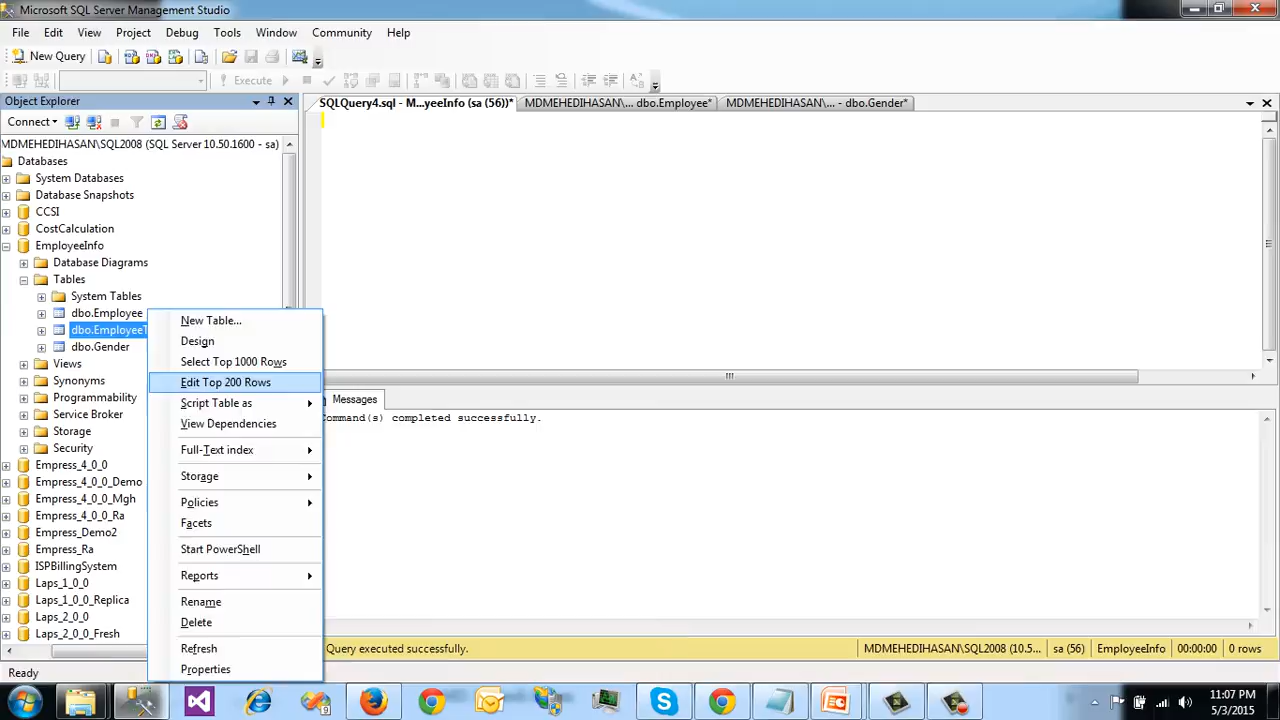 Microsoft SQL Server Management Studio
File Edit View Project Debug Tools Window Community Help
New Query
Execute
Object Explorer
SQLQuery4.sql - M...yeeInfo (sa (56))* MDMEHEDIHASAN\... dbo.Employee* MDMEHEDIHASAN\... - dbo.Gender*
Connect
MDMEHEDIHASAN\SQL2008 (SQL Server 10.50.1600 - sa)
Databases
System Databases
Database Snapshots
CCSI
CostCalculation
EmployeeInfo
Database Diagrams
Tables
System Tables
dbo.Employee
dbo.EmployeeT
dbo.Gender
Views
Synonyms
Programmability
Service Broker
Storage
Security
Empress_4_0_0
Empress_4_0_0_Demo
Empress_4_0_0_Mgh
Empress_4_0_0_Ra
Empress_Demo2
Empress_Ra
ISPBillingSystem
Laps_1_0_0
Laps_1_0_0_Replica
Laps_2_0_0
Laps_2_0_0_Fresh
New Table...
Design
Select Top 1000 Rows
Edit Top 200 Rows
Script Table as
View Dependencies
Full-Text index
Storage
Policies
Facets
Start PowerShell
Reports
Rename
Delete
Refresh
Properties
Messages
ommand(s) completed successfully.
Query executed successfully. MDMEHEDIHASAN\SQL2008 (10.5... sa (56) EmployeeInfo 00:00:00 0 rows
Ready
11:07 PM
5/3/2015